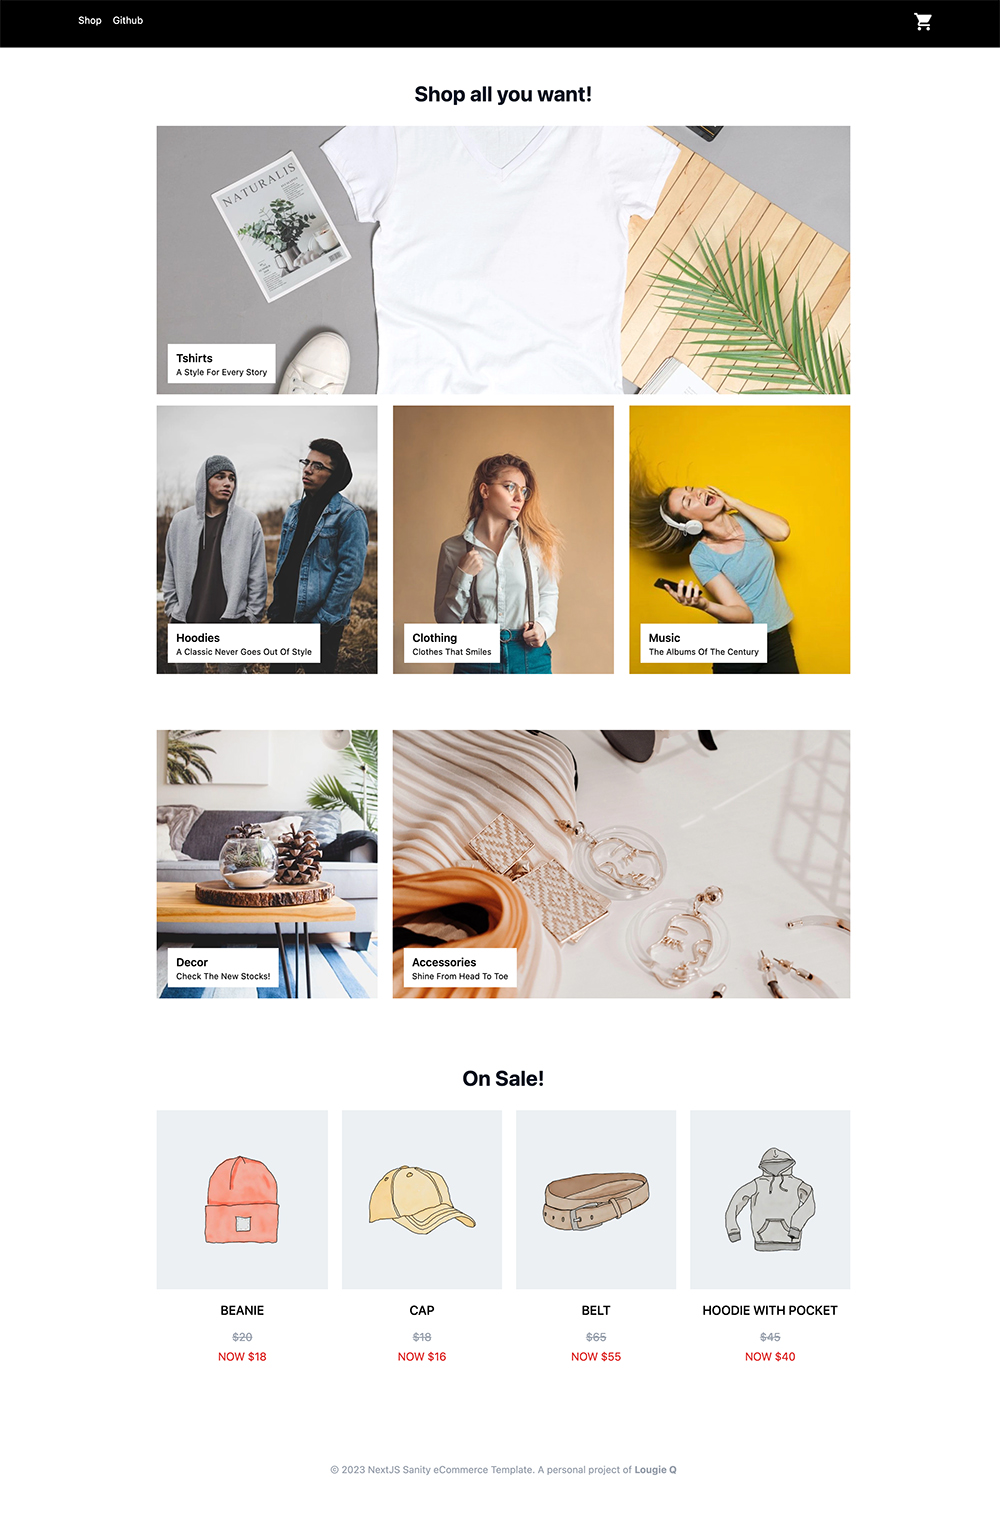 Shop Github
Shop all you want!
NATURALIS
Tshirts
A Style For Every Story
Hoodies
A Classic Never Goes Out Of Style
Clothing
Clothes That Smiles
Music
The Albums Of The Century
Decor
Check The New Stocks!
Accessories
Shine From Head To Toe
On Sale!
BEANIE
$20
NOW $18
CAP
$18
NOW $16
BELT
$65
NOW $55
HOODIE WITH POCKET
$45
NOW $40
© 2023 NextJS Sanity eCommerce Template. A personal project of Lougie Q